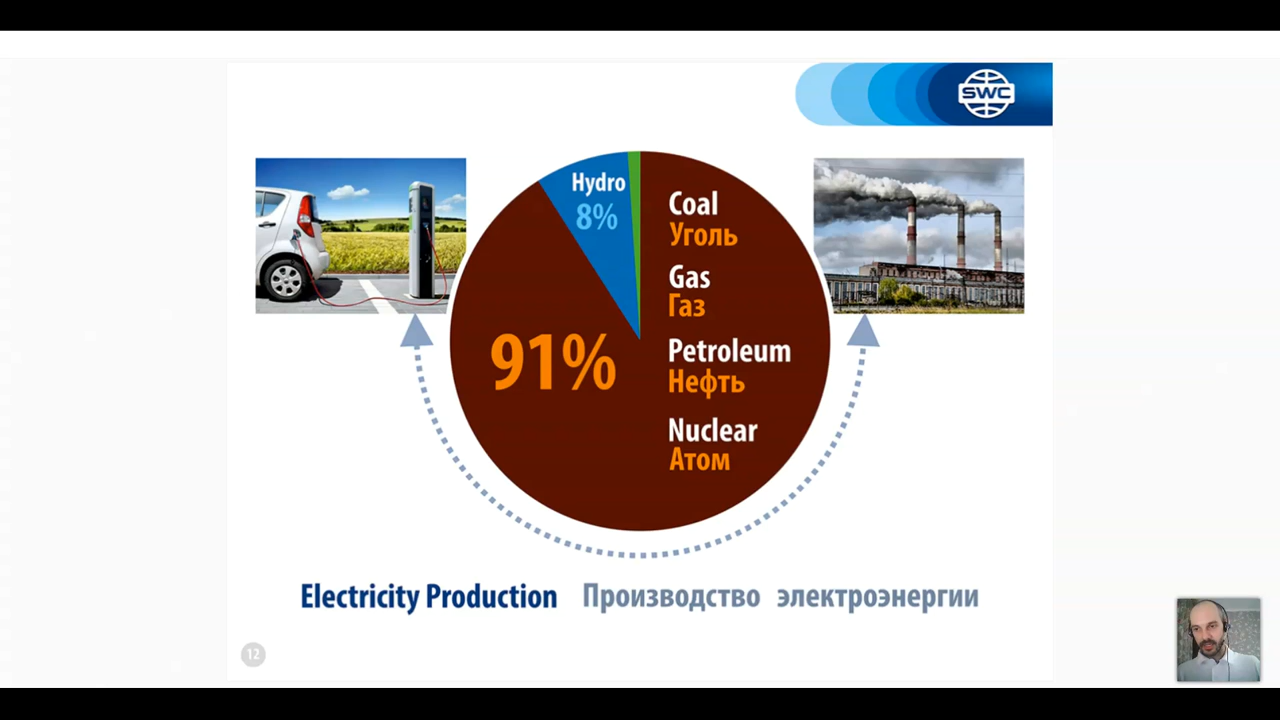 SWC
Hydro
8%
91%
Coal
Уголь
Gas
Газ
Petroleum
Нефть
Nuclear
Атом
Electricity Production Производство электроэнергии
12